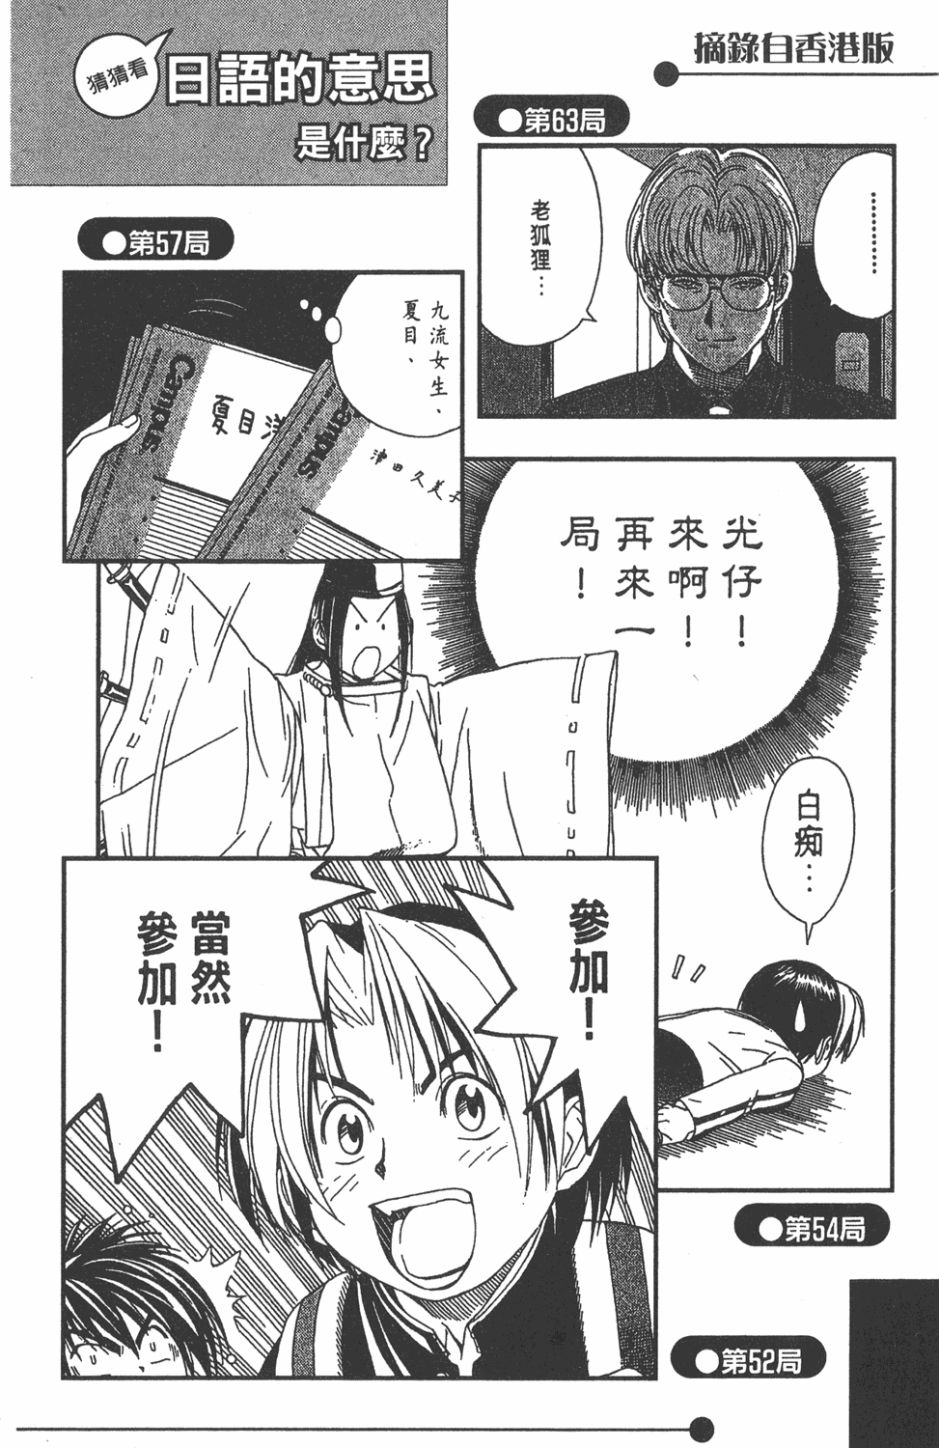 摘錄自香港版
猜猜看
日語的意思
是什麼？
●第63局
…………
老狐狸…
●第57局
九流女生、
夏目、
Campus
夏目洋
Campus
津田久美子
光仔！
來啊！
再來一
局！
白痴…
●第54局
參加！
當然
參加！
●第52局